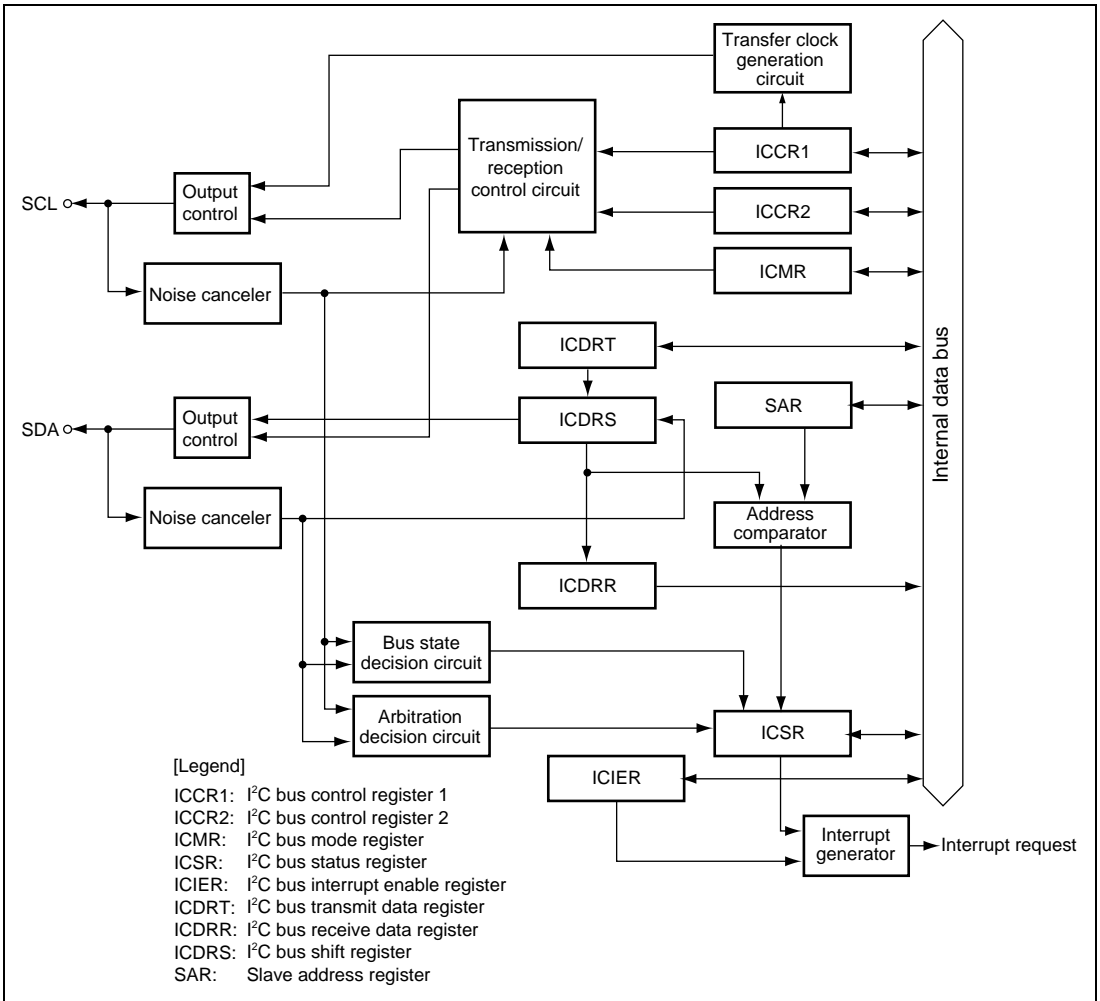 Transfer clock
generation
circuit
Transmission/
reception
control circuit
ICCR1
SCL
Output
control
ICCR2
ICMR
Noise canceler
ICDRT
Internal data bus
SAR
SDA
Output
control
ICDRS
Noise canceler
Address
comparator
ICDRR
Bus state
decision circuit
Arbitration
decision circuit
ICSR
ICIER
Interrupt
generator
Interrupt request
[Legend]
ICCR1: I²C bus control register 1
ICCR2: I²C bus control register 2
ICMR: I²C bus mode register
ICSR: I²C bus status register
ICIER: I²C bus interrupt enable register
ICDRT: I²C bus transmit data register
ICDRR: I²C bus receive data register
ICDRS: I²C bus shift register
SAR: Slave address register